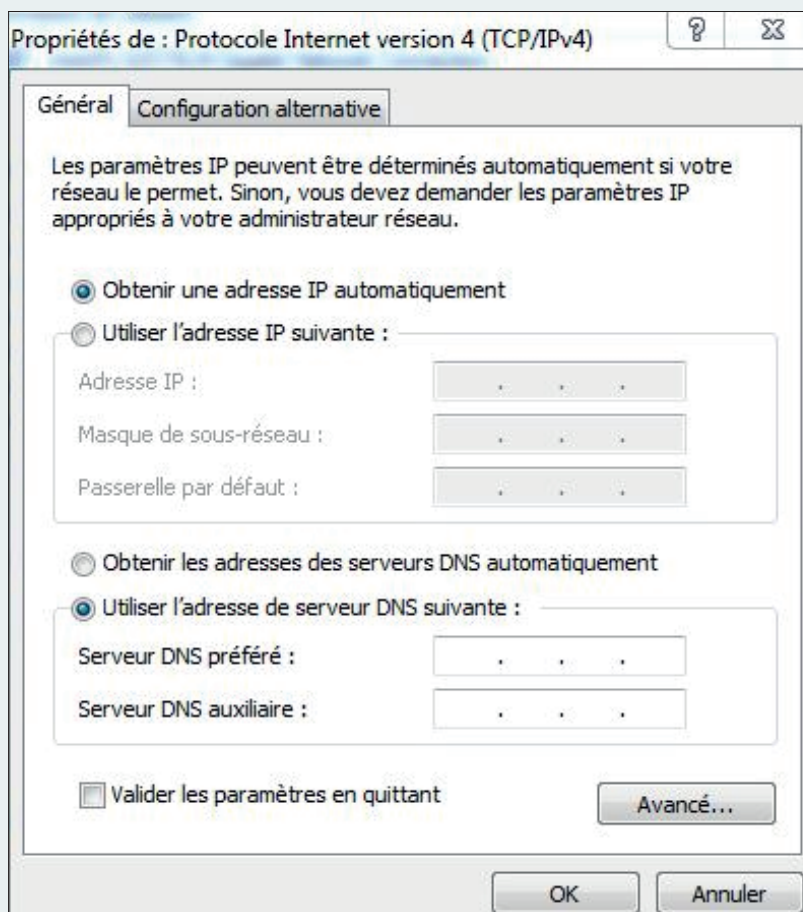 Propriétés de : Protocole Internet version 4 (TCP/IPv4)
Général
Configuration alternative
Les paramètres IP peuvent être déterminés automatiquement si votre
réseau le permet. Sinon, vous devez demander les paramètres IP
appropriés à votre administrateur réseau.
Obtenir une adresse IP automatiquement
Utiliser l'adresse IP suivante :
Adresse IP :
Masque de sous-réseau :
Passerelle par défaut :
Obtenir les adresses des serveurs DNS automatiquement
Utiliser l'adresse de serveur DNS suivante :
Serveur DNS préféré :
Serveur DNS auxiliaire :
Valider les paramètres en quittant
Avancé...
OK
Annuler